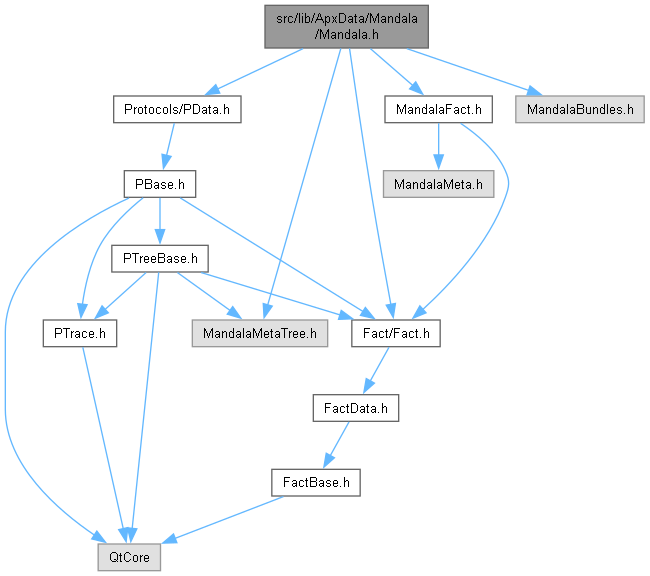 src/lib/ApxData/Mandala
/Mandala.h
Protocols/PData.h
MandalaFact.h
MandalaBundles.h
PBase.h
MandalaMeta.h
PTreeBase.h
PTrace.h
MandalaMetaTree.h
Fact/Fact.h
FactData.h
FactBase.h
QtCore